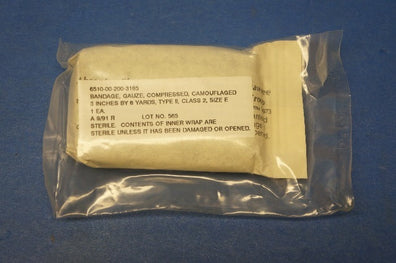 6510-00-200-3185
BANDAGE, GAUZE, COMPRESSED, CAMOUFLAGED
3 INCHES BY 6 YARDS, TYPE II, CLASS 2, SIZE E
1 EA.
A 9/91 R LOT NO. 565
STERILE. CONTENTS OF INNER WRAP ARE
STERILE UNLESS IT HAS BEEN DAMAGED OR OPENED.